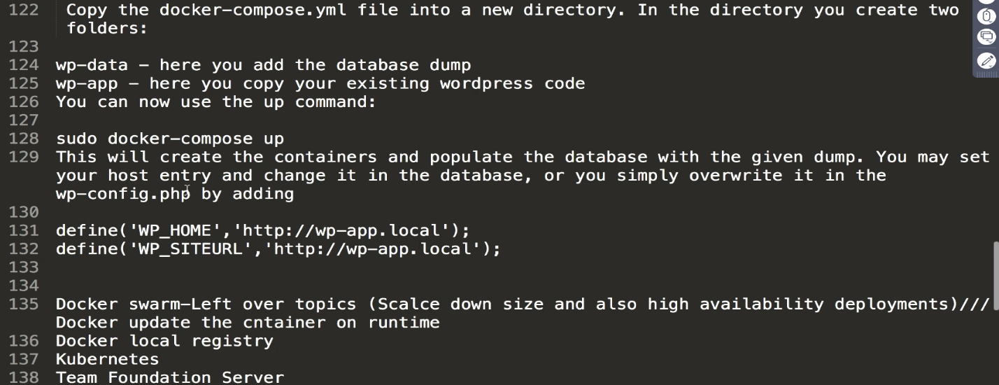 122 Copy the docker-compose.yml file into a new directory. In the directory you create two
folders:
123
124 wp-data – here you add the database dump
125 wp-app – here you copy your existing wordpress code
126 You can now use the up command:
127
128 sudo docker-compose up
129 This will create the containers and populate the database with the given dump. You may set
your host entry and change it in the database, or you simply overwrite it in the
wp-config.php by adding
130
131 define('WP_HOME','http://wp-app.local');
132 define('WP_SITEURL','http://wp-app.local');
133
134
135 Docker swarm-Left over topics (Scalce down size and also high availability deployments)///
Docker update the cntainer on runtime
136 Docker local registry
137 Kubernetes
138 Team Foundation Server